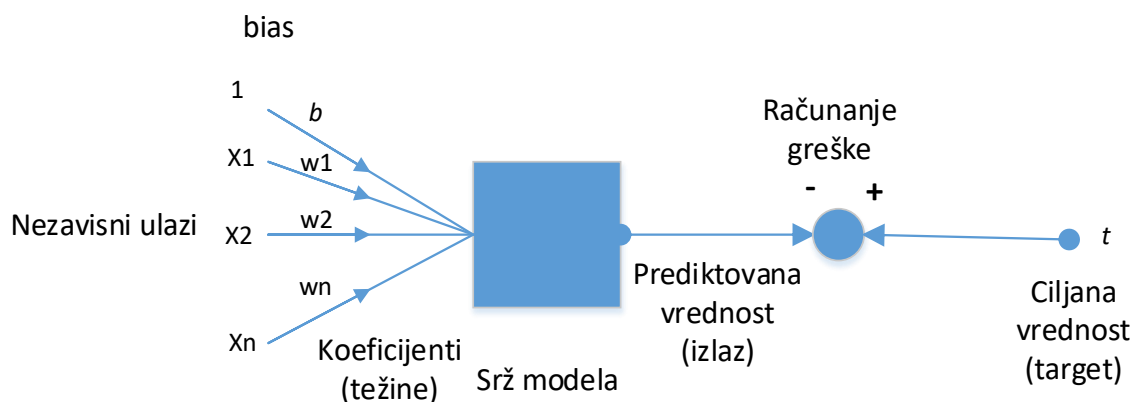 bias
1
b
X1
w1
Nezavisni ulazi
X2
w2
wn
Xn
Koeficijenti
(težine)
Srž modela
Prediktovana
vrednost
(izlaz)
Računanje
greške
- +
t
Ciljana
vrednost
(target)